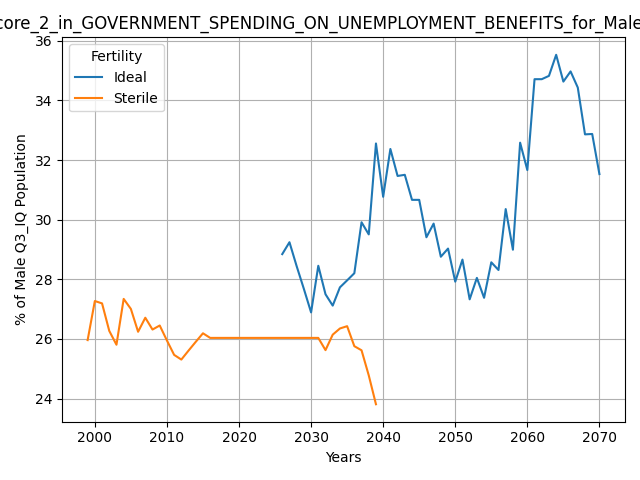 core_2_in_GOVERNMENT_SPENDING_ON_UNEMPLOYMENT_BENEFITS_for_Male
36
34
32
30
28
26
24
% of Male Q3_IQ Population
Fertility
Ideal
Sterile
2000 2010 2020 2030 2040 2050 2060 2070
Years